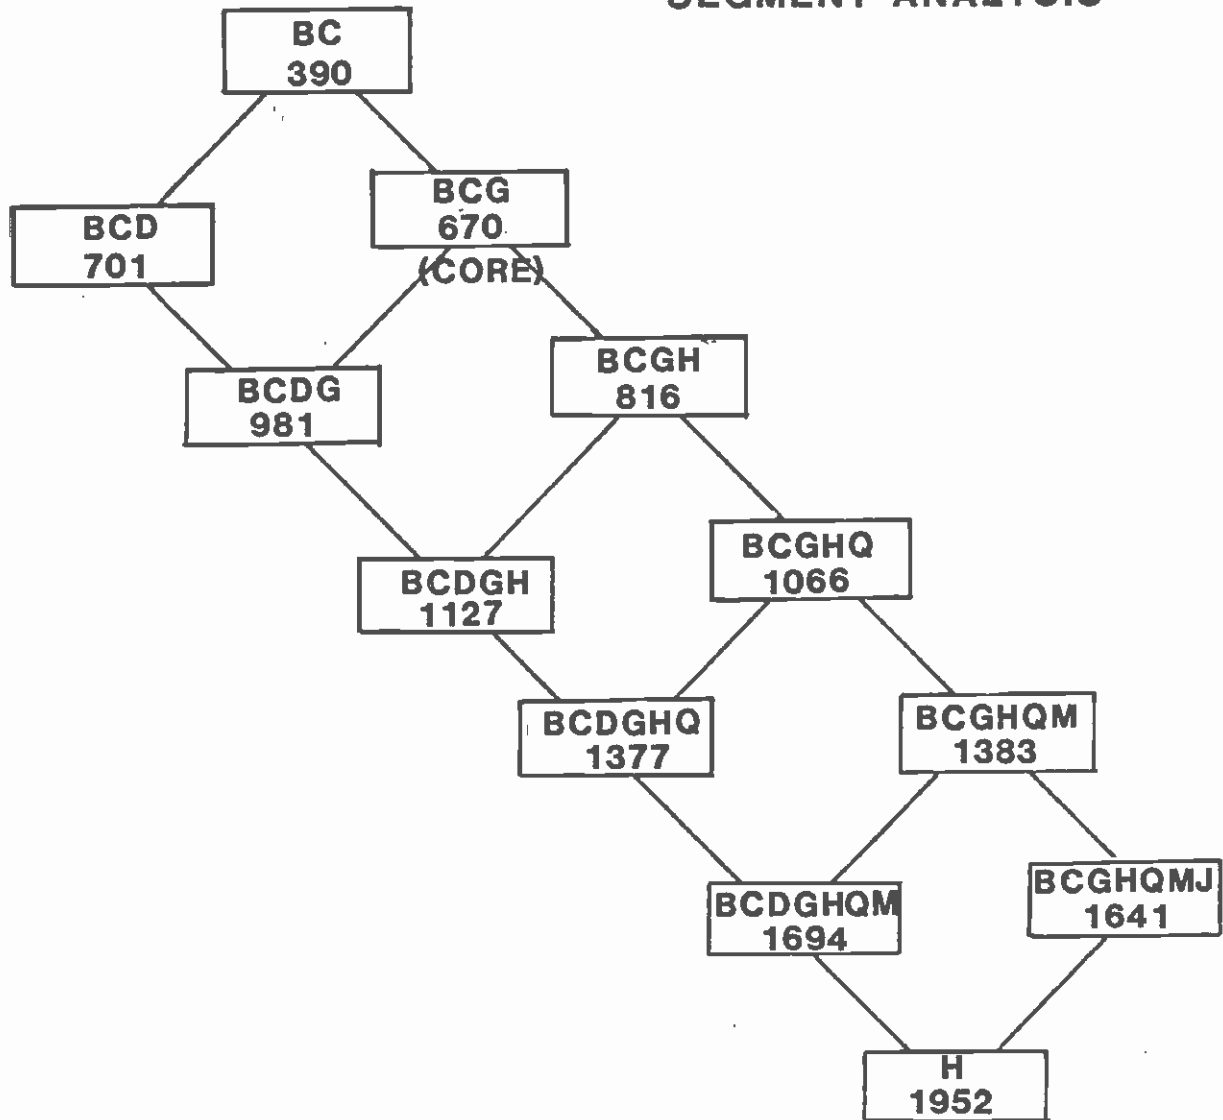 SEGMENT ANALYSIS
BC
390
BCG
670
(CORE)
BCD
701
BCGH
816
BCDG
981
BCGHQ
1066
BCDGH
1127
BCGHQM
1383
BCDGHQ
1377
BCGHQMJ
1641
BCDGHQM
1694
H
1952